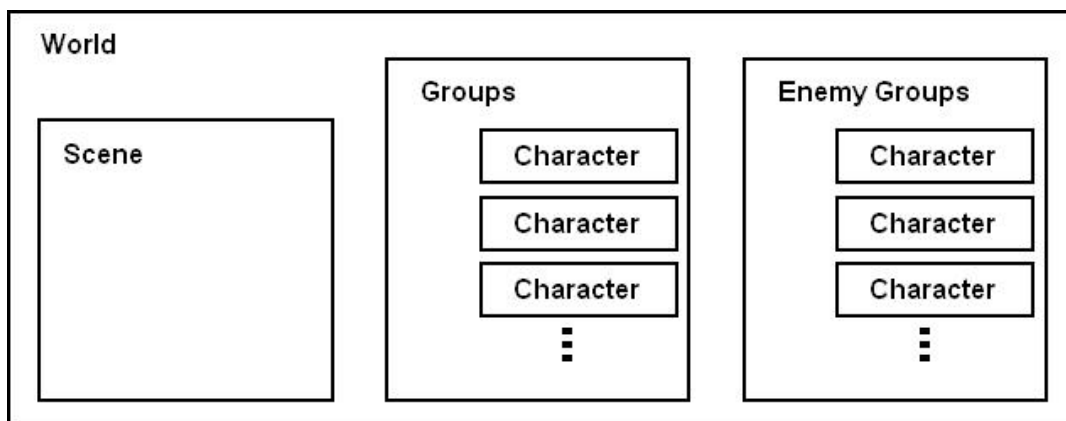 World
Scene
Groups
Character
Character
Character
Enemy Groups
Character
Character
Character